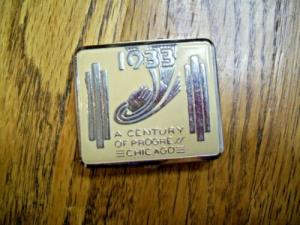 1933
A CENTURY
OF PROGRESS
CHICAGO